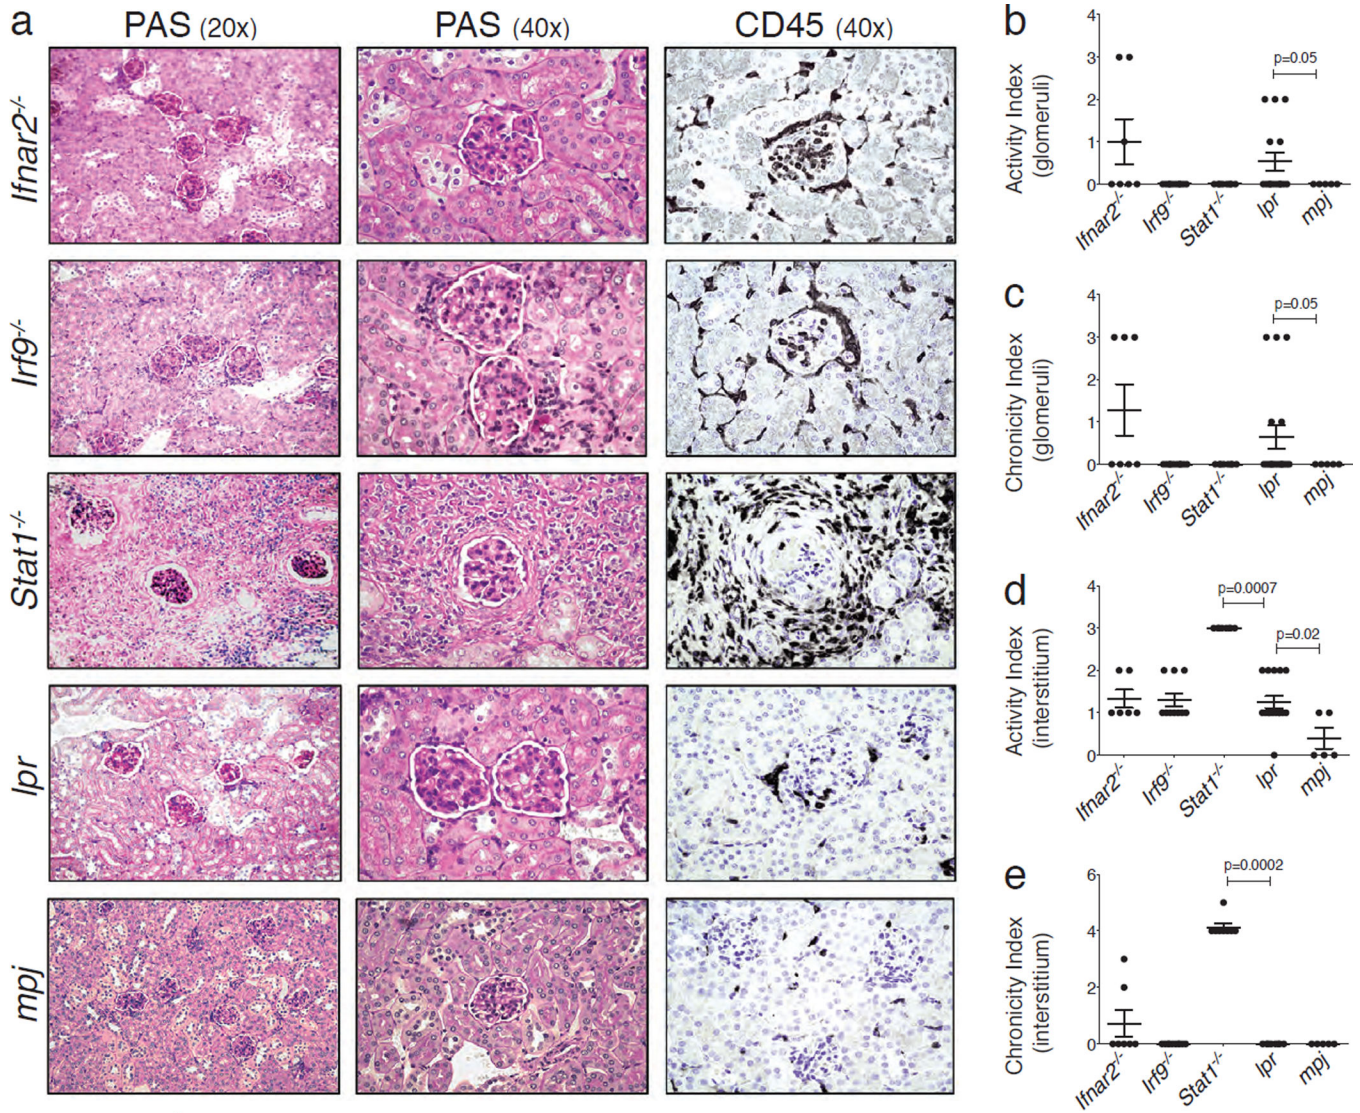 a
PAS (20x)
PAS (40x)
CD45 (40x)
Ifnar2-/-
Irf9-/-
Stat1-/-
lpr
mpj
b
Activity Index
(glomeruli)
4
3
2
1
0
p=0.05
Ifnar2-/-
Irf9-/-
Stat1-/-
lpr
mpj
c
Chronicity Index
(glomeruli)
4
3
2
1
0
p=0.05
Ifnar2-/-
Irf9-/-
Stat1-/-
lpr
mpj
d
Activity Index
(interstitium)
4
3
2
1
0
p=0.0007
p=0.02
Ifnar2-/-
Irf9-/-
Stat1-/-
lpr
mpj
e
Chronicity Index
(interstitium)
6
4
2
0
p=0.0002
Ifnar2-/-
Irf9-/-
Stat1-/-
lpr
mpj